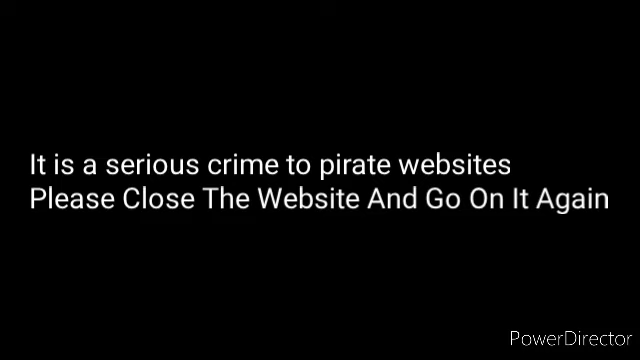 It is a serious crime to pirate websites
Please Close The Website And Go On It Again
PowerDirector